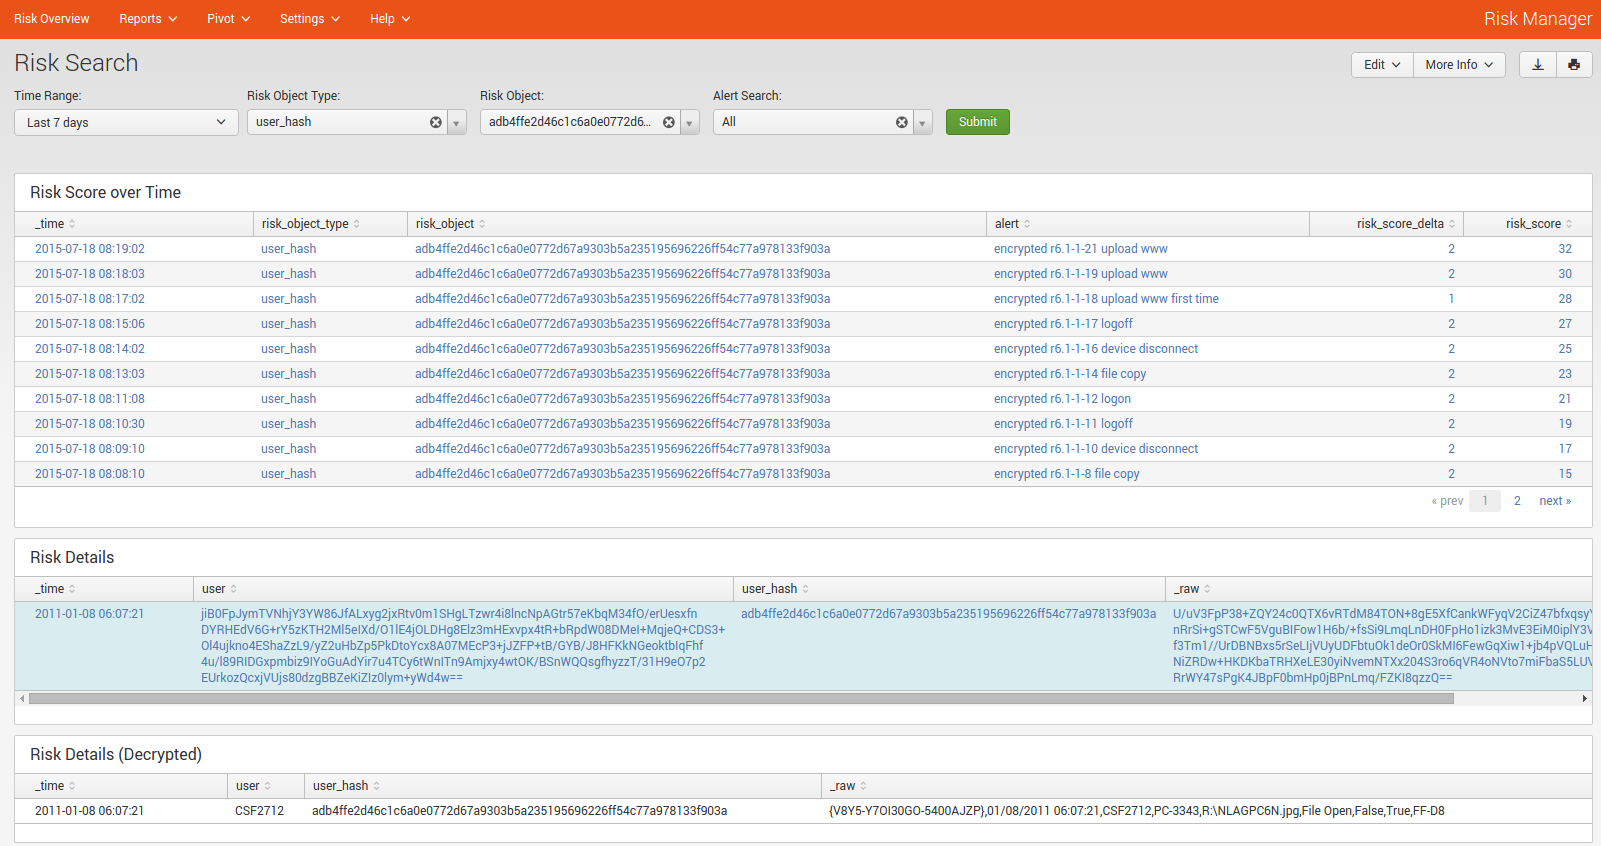 Risk Overview Reports Pivot Settings Help Risk Manager
Risk Search Edit More Info
Time Range: Risk Object Type: Risk Object: Alert Search:
Last 7 days user_hash adb4ffe2d46c1c6a0e0772d6... All Submit
Risk Score over Time
_time risk_object_type risk_object alert risk_score_delta risk_score
2015-07-18 08:19:02 user_hash adb4ffe2d46c1c6a0e0772d67a9303b5a235195696226ff54c77a978133f903a encrypted r6.1-1-21 upload www 2 32
2015-07-18 08:18:03 user_hash adb4ffe2d46c1c6a0e0772d67a9303b5a235195696226ff54c77a978133f903a encrypted r6.1-1-19 upload www 2 30
2015-07-18 08:17:02 user_hash adb4ffe2d46c1c6a0e0772d67a9303b5a235195696226ff54c77a978133f903a encrypted r6.1-1-18 upload www first time 1 28
2015-07-18 08:15:06 user_hash adb4ffe2d46c1c6a0e0772d67a9303b5a235195696226ff54c77a978133f903a encrypted r6.1-1-17 logoff 2 27
2015-07-18 08:14:02 user_hash adb4ffe2d46c1c6a0e0772d67a9303b5a235195696226ff54c77a978133f903a encrypted r6.1-1-16 device disconnect 2 25
2015-07-18 08:13:03 user_hash adb4ffe2d46c1c6a0e0772d67a9303b5a235195696226ff54c77a978133f903a encrypted r6.1-1-14 file copy 2 23
2015-07-18 08:11:08 user_hash adb4ffe2d46c1c6a0e0772d67a9303b5a235195696226ff54c77a978133f903a encrypted r6.1-1-12 logon 2 21
2015-07-18 08:10:30 user_hash adb4ffe2d46c1c6a0e0772d67a9303b5a235195696226ff54c77a978133f903a encrypted r6.1-1-11 logoff 2 19
2015-07-18 08:09:10 user_hash adb4ffe2d46c1c6a0e0772d67a9303b5a235195696226ff54c77a978133f903a encrypted r6.1-1-10 device disconnect 2 17
2015-07-18 08:08:10 user_hash adb4ffe2d46c1c6a0e0772d67a9303b5a235195696226ff54c77a978133f903a encrypted r6.1-1-8 file copy 2 15
« prev 1 2 next »
Risk Details
_time user user_hash _raw
2011-01-08 06:07:21 jiB0FpJymTVNhjY3YW86JfALxyg2jxRtv0m1SHgLTzwr4i8lncNpAGtr57eKbqM34fO/erUesxfn adb4ffe2d46c1c6a0e0772d67a9303b5a235195696226ff54c77a978133f903a U/uV3FpP38+ZQY24c0QTX6vRTdM84TON+8gE5XfCankWFyqV2CiZ47bfxqsyY
DYRHEdV6G+rY5zKTH2Ml5eIXd/O1lE4jOLDHg8Elz3mHExvpx4tR+bRpdW08DMeI+MqjeQ+CDS3+ nRrSi+gSTCwF5VguBIFow1H6b/+fsSi9LmqLnDH0FpHo1izk3MvE3EiM0iplY3V
Ol4ujkno4EShaZzL9/yZ2uHbZp5PkDtoYcx8A07MEcP3+jJZFP+tB/GYB/J8HFKkNGeoktbIqFhf f3Tm1//UrDBNBxs5rSeLIjVUyUDFbtuOk1deOr0SkMI6FewGqXiw1+jb4pVQLuH
4u/l89RIDGxpmbiz9IYoGuAdYir7u4TCy6tWnITn9Amjxy4wtOK/BSnWQQsgfhyzzT/31H9eO7p2 NiZRDw+HKDKbaTRHXeLE30yiNvemNTXx204S3ro6qVR4oNVto7miFbaS5LUV
EUrkozQcxjVUjs80dzgBBZeKiZIz0lym+yWd4w== RrWY47sPgK4JBpF0bmHp0jBPnLmq/FZKI8qzzQ==
Risk Details (Decrypted)
_time user user_hash _raw
2011-01-08 06:07:21 CSF2712 adb4ffe2d46c1c6a0e0772d67a9303b5a235195696226ff54c77a978133f903a {V8Y5-Y7OI30GO-5400AJZP},01/08/2011 06:07:21,CSF2712,PC-3343,R:\NLAGPC6N.jpg,File Open,False,True,FF-D8